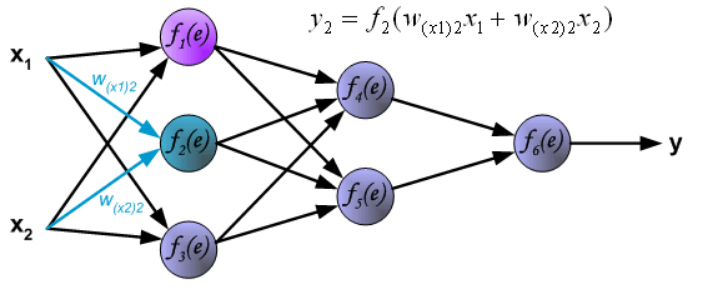 y₂ = f₂(w₍ₓ₁₎₂x₁ + w₍ₓ₂₎₂x₂)
f₁(e)
x₁
w₍ₓ₁₎₂
f₄(e)
f₂(e)
f₆(e)
y
w₍ₓ₂₎₂
f₅(e)
x₂
f₃(e)